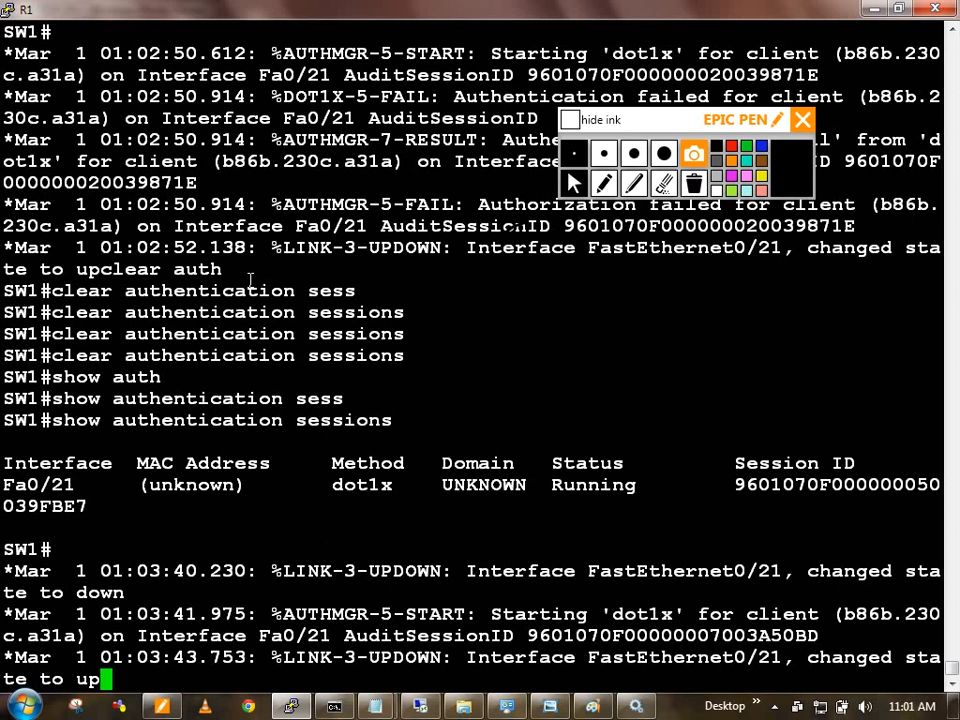 R1
SW1#
*Mar  1 01:02:50.612: %AUTHMGR-5-START: Starting 'dot1x' for client (b86b.230
c.a31a) on Interface Fa0/21 AuditSessionID 9601070F000000020039871E
*Mar  1 01:02:50.914: %DOT1X-5-FAIL: Authentication failed for client (b86b.2
30c.a31a) on Interface Fa0/21 AuditSessionID
hide ink
EPIC PEN
*Mar  1 01:02:50.914: %AUTHMGR-7-RESULT: from 'd
ot1x' for client (b86b.230c.a31a) on Interface 9601070F
000000020039871E
*Mar  1 01:02:50.914: %AUTHMGR-5-FAIL: Authorization failed for client (b86b.
230c.a31a) on Interface Fa0/21 AuditSessionID 9601070F000000020039871E
*Mar  1 01:02:52.138: %LINK-3-UPDOWN: Interface FastEthernet0/21, changed sta
te to upclear auth
SW1#clear authentication sess
SW1#clear authentication sessions
SW1#clear authentication sessions
SW1#clear authentication sessions
SW1#show auth
SW1#show authentication sess
SW1#show authentication sessions
Interface  MAC Address     Method   Domain   Status         Session ID
Fa0/21     (unknown)       dot1x    UNKNOWN  Running        9601070F000000050
039FBE7
SW1#
*Mar  1 01:03:40.230: %LINK-3-UPDOWN: Interface FastEthernet0/21, changed sta
te to down
*Mar  1 01:03:41.975: %AUTHMGR-5-START: Starting 'dot1x' for client (b86b.230
c.a31a) on Interface Fa0/21 AuditSessionID 9601070F00000007003A50BD
*Mar  1 01:03:43.753: %LINK-3-UPDOWN: Interface FastEthernet0/21, changed sta
te to up
Desktop
11:01 AM